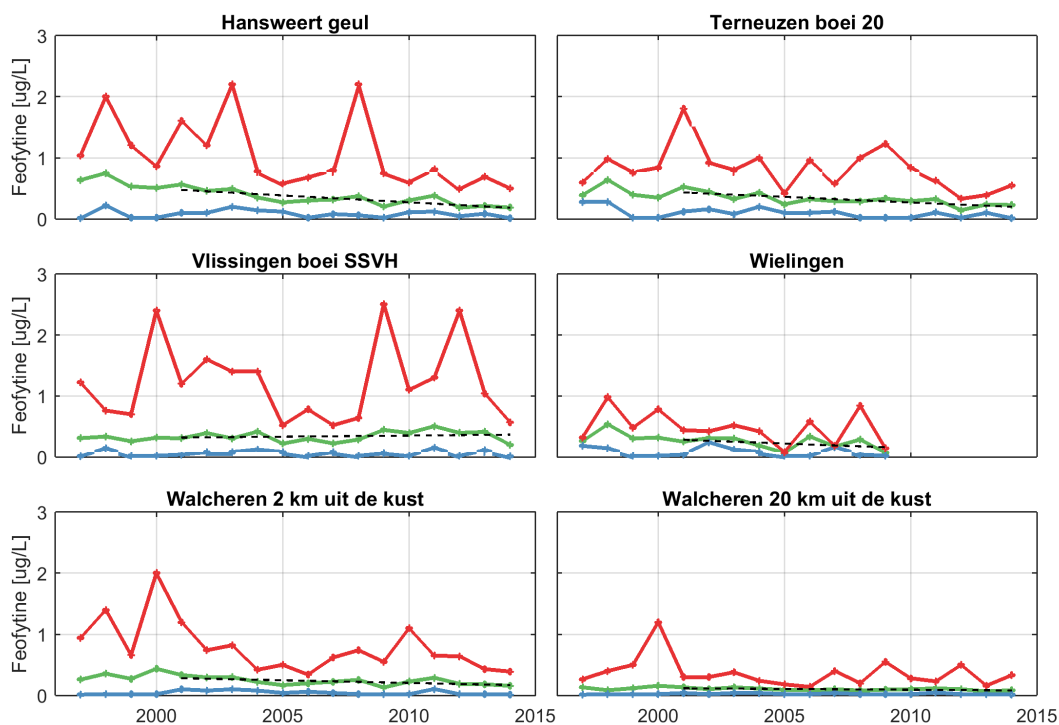 Hansweert geul
Terneuzen boei 20
3
2
1
0
Feofytine [ug/L]
Vlissingen boei SSVH
Wielingen
3
2
1
0
Feofytine [ug/L]
Walcheren 2 km uit de kust
Walcheren 20 km uit de kust
3
2
1
0
Feofytine [ug/L]
2000 2005 2010 2015
2000 2005 2010 2015